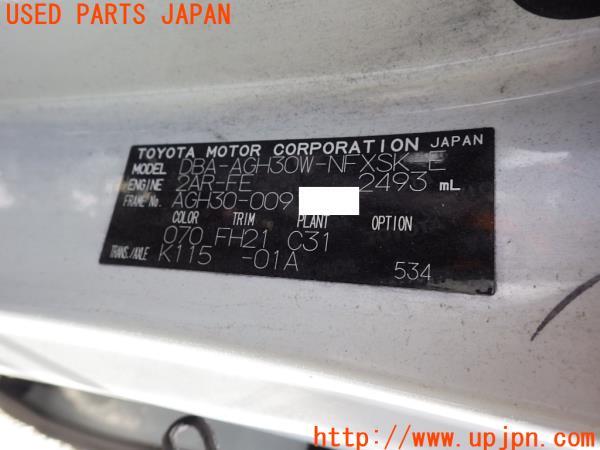 USED PARTS JAPAN
TOYOTA MOTOR CORPORATION JAPAN
MODEL DBA-AGH30W-NFXSK-E
ENGINE 2AR-FE 2493 mL
FRAME No. AGH30-009
COLOR TRIM PLANT OPTION
070 FH21 C31
TRANS./AXLE K115 -01A
534
http://www.upjpn.com/